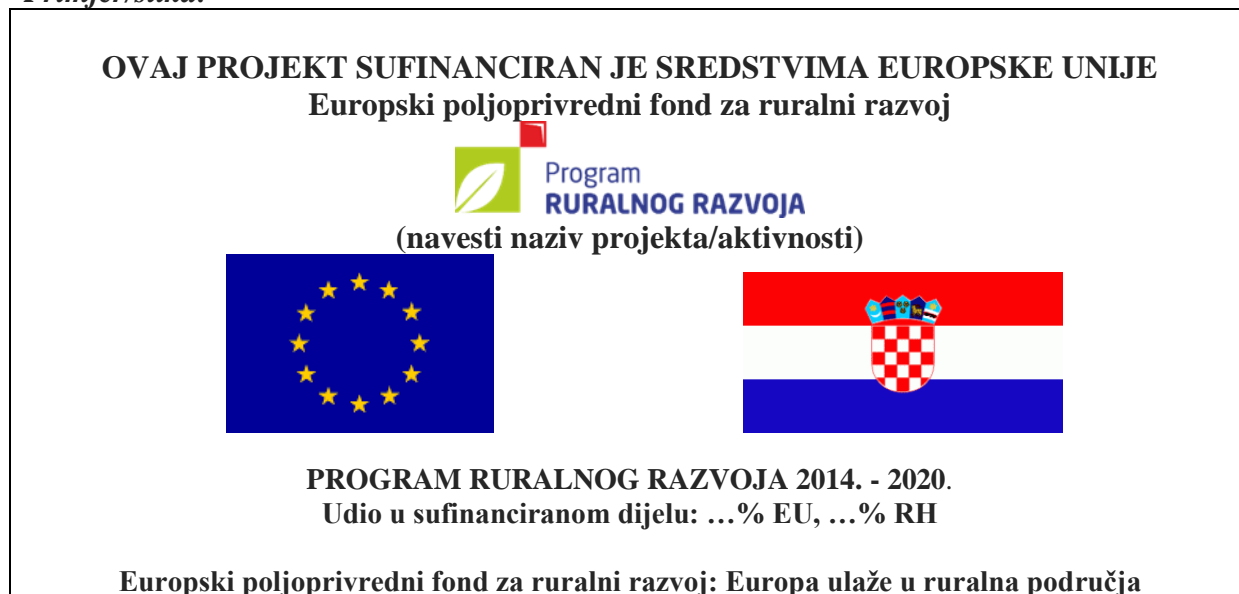 OVAJ PROJEKT SUFINANCIRAN JE SREDSTVIMA EUROPSKE UNIJE
Europski poljoprivredni fond za ruralni razvoj
Program
RURALNOG RAZVOJA
(navesti naziv projekta/aktivnosti)
PROGRAM RURALNOG RAZVOJA 2014. - 2020.
Udio u sufinanciranom dijelu: …% EU, …% RH
Europski poljoprivredni fond za ruralni razvoj: Europa ulaže u ruralna područja